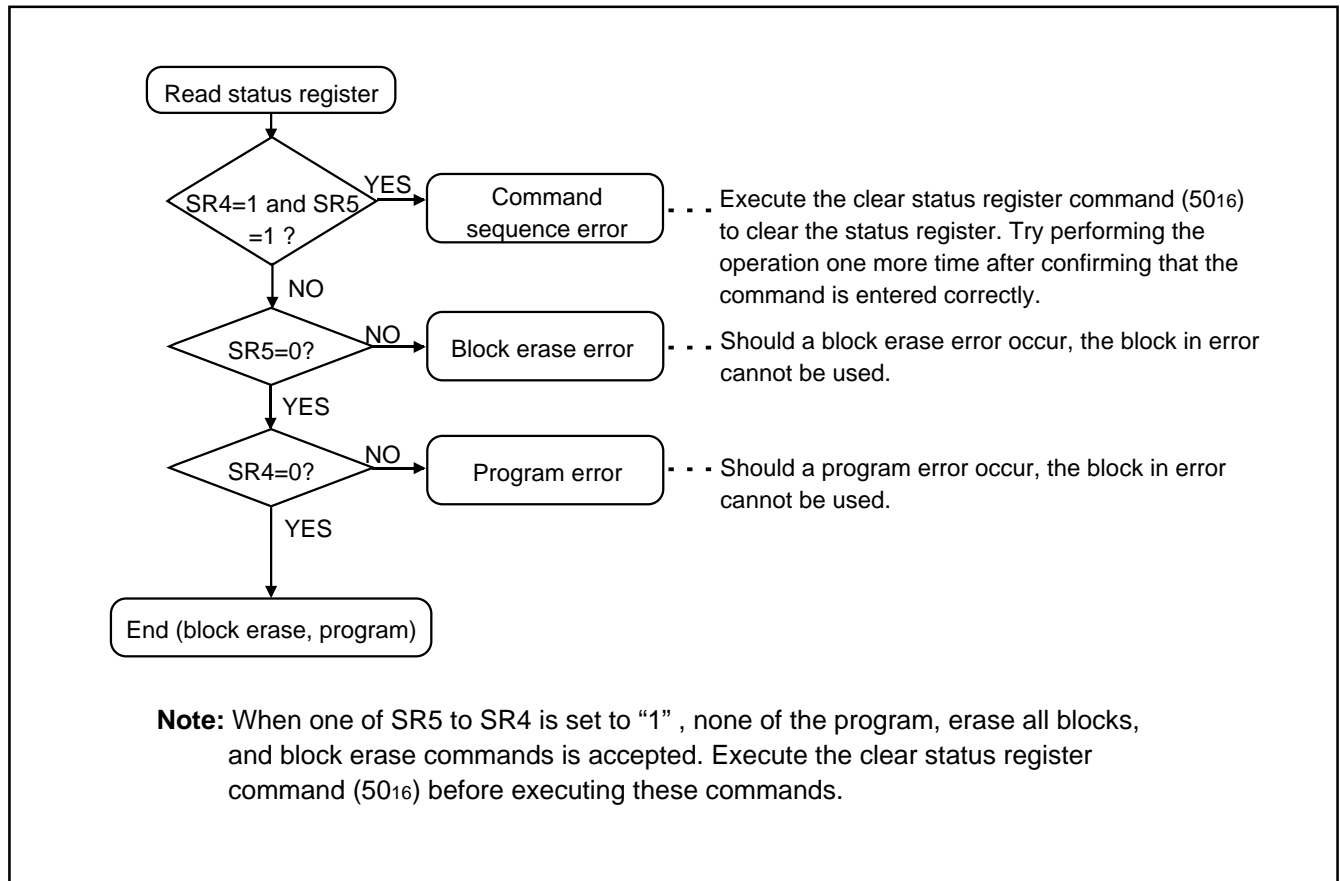 Read status register
SR4=1 and SR5
=1 ?
YES
Command
sequence error
Execute the clear status register command (5016)
to clear the status register. Try performing the
operation one more time after confirming that the
command is entered correctly.
NO
SR5=0?
NO
Block erase error
Should a block erase error occur, the block in error
cannot be used.
YES
SR4=0?
NO
Program error
Should a program error occur, the block in error
cannot be used.
YES
End (block erase, program)
Note: When one of SR5 to SR4 is set to “1” , none of the program, erase all blocks,
and block erase commands is accepted. Execute the clear status register
command (5016) before executing these commands.